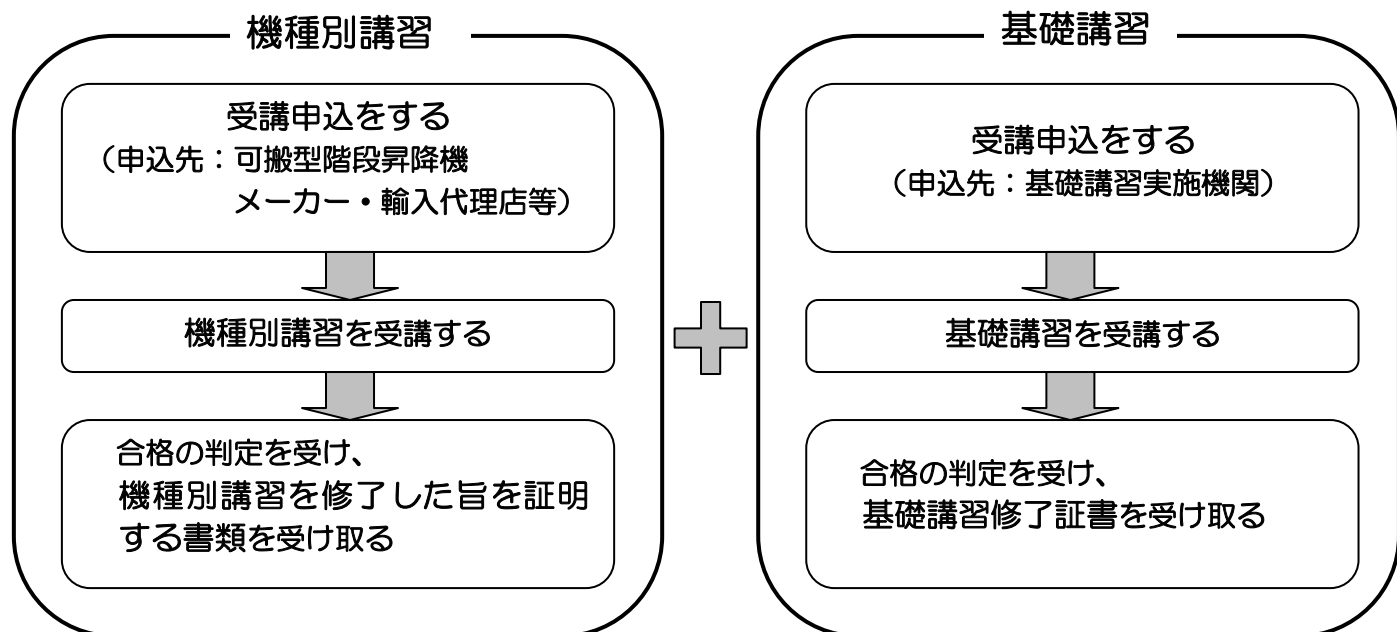 機種別講習
受講申込をする
（申込先：可搬型階段昇降機
メーカー・輸入代理店等）
機種別講習を受講する
合格の判定を受け、
機種別講習を修了した旨を証明
する書類を受け取る
基礎講習
受講申込をする
（申込先：基礎講習実施機関）
基礎講習を受講する
合格の判定を受け、
基礎講習修了証書を受け取る